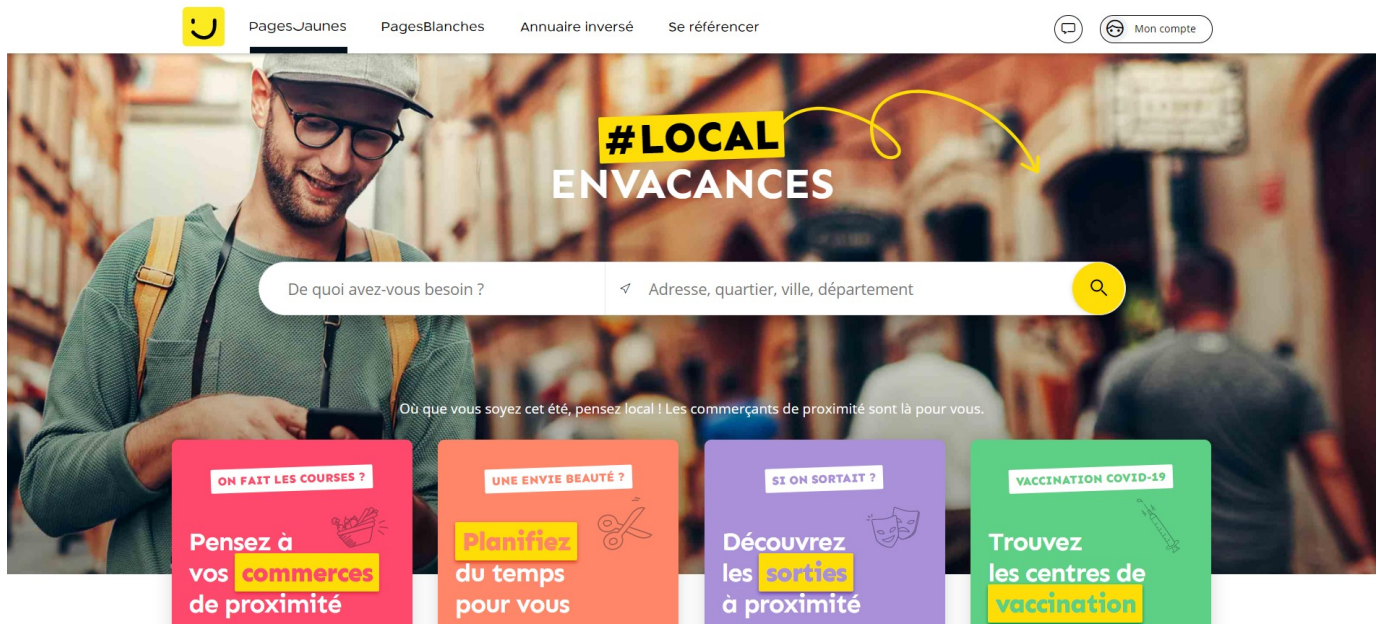 PagesJaunes PagesBlanches Annuaire inversé Se référencer Mon compte
#LOCAL
ENVACANCES
De quoi avez-vous besoin ? Adresse, quartier, ville, département
Où que vous soyez cet été, pensez local ! Les commerçants de proximité sont là pour vous.
ON FAIT LES COURSES ?
Pensez à
vos commerces
de proximité
UNE ENVIE BEAUTÉ ?
Planifiez
du temps
pour vous
SI ON SORTAIT ?
Découvrez
les sorties
à proximité
VACCINATION COVID-19
Trouvez
les centres de
vaccination